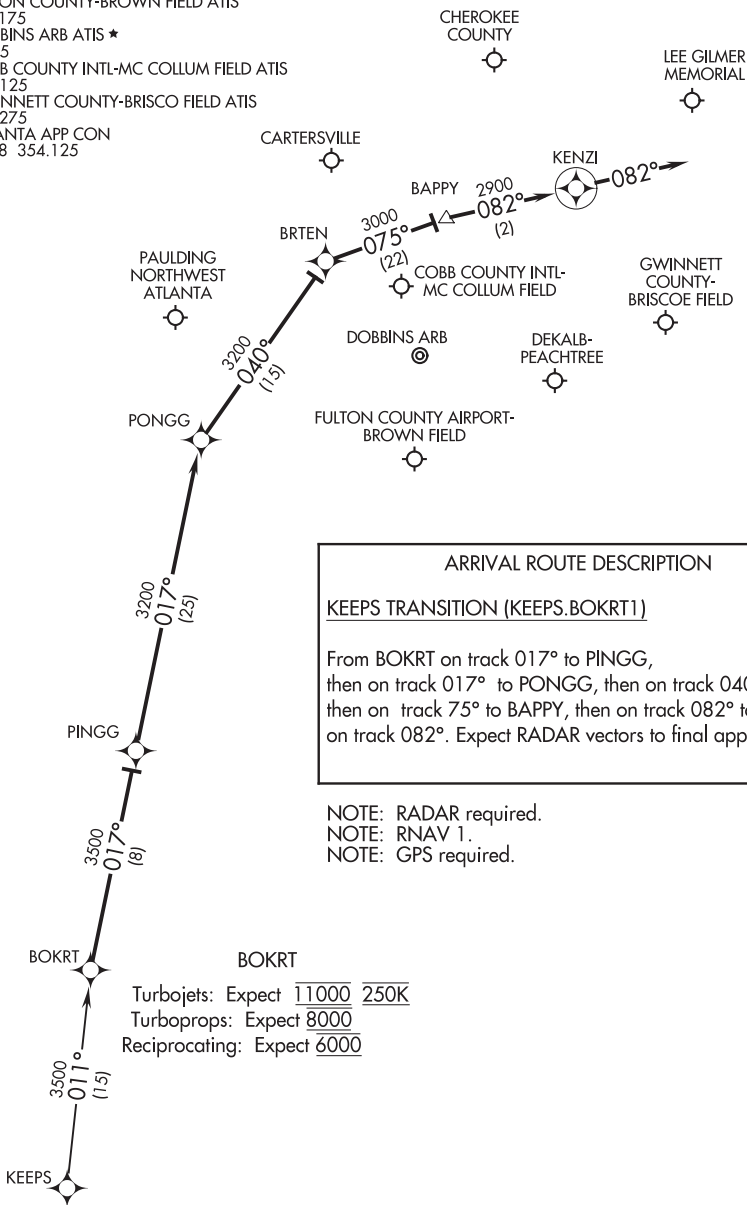 ON COUNTY-BROWN FIELD ATIS
175
BINS ARB ATIS ★
5
B COUNTY INTL-MC COLLUM FIELD ATIS
125
NNETT COUNTY-BRISCO FIELD ATIS
275
ANTA APP CON
8 354.125
CHEROKEE
COUNTY
LEE GILMER
MEMORIAL
CARTERSVILLE
KENZI
082°
BAPPY
2900
082°
(2)
BRTEN
3000
075°
(22)
PAULDING
NORTHWEST
ATLANTA
COBB COUNTY INTL-
MC COLLUM FIELD
GWINNETT
COUNTY-
BRISCOE FIELD
DOBBINS ARB
DEKALB-
PEACHTREE
3200
040°
(15)
PONGG
FULTON COUNTY AIRPORT-
BROWN FIELD
ARRIVAL ROUTE DESCRIPTION
KEEPS TRANSITION (KEEPS.BOKRT1)
From BOKRT on track 017° to PINGG,
then on track 017° to PONGG, then on track 040
then on track 75° to BAPPY, then on track 082° to
on track 082°. Expect RADAR vectors to final app
3200
017°
(25)
PINGG
NOTE: RADAR required.
NOTE: RNAV 1.
NOTE: GPS required.
3500
017°
(8)
BOKRT
BOKRT
Turbojets: Expect 11000 250K
Turboprops: Expect 8000
Reciprocating: Expect 6000
3500
011°
(15)
KEEPS